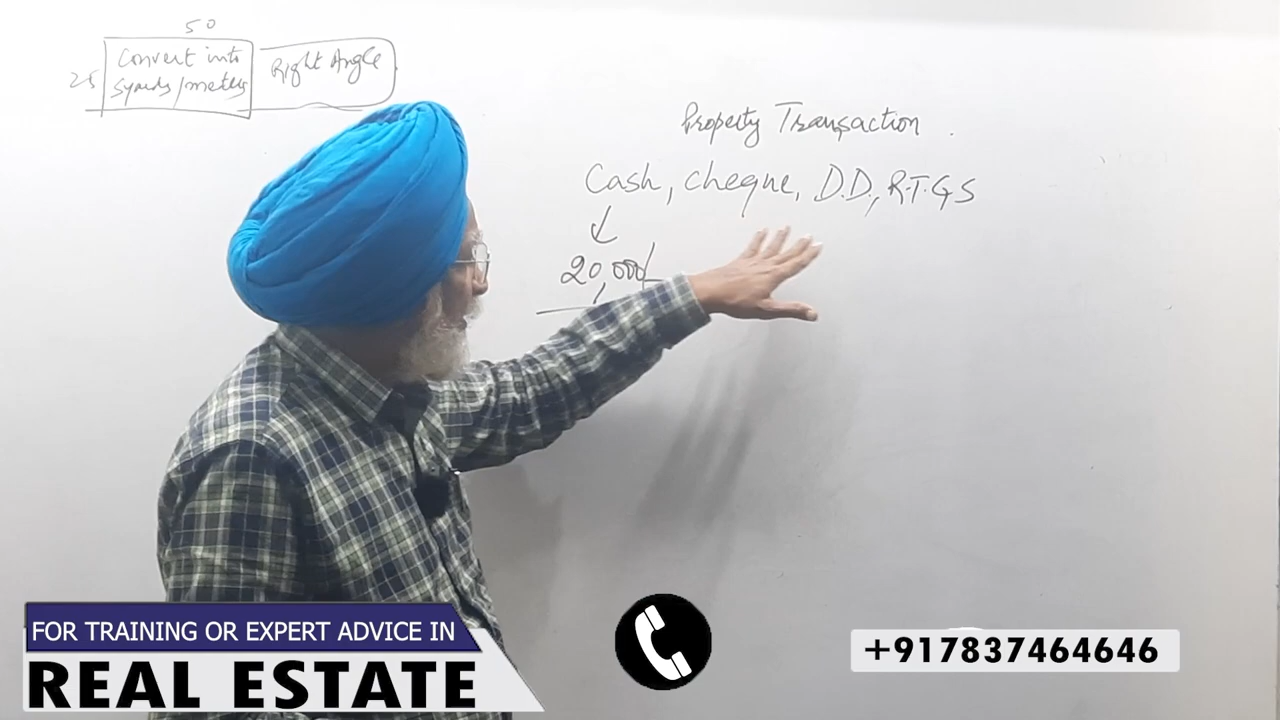 50
25
Convert into
Syards/meters
Right Angle
Property Transaction
Cash, cheque, D.D., R.T.G.S
20,000/-
FOR TRAINING OR EXPERT ADVICE IN
REAL ESTATE
+917837464646